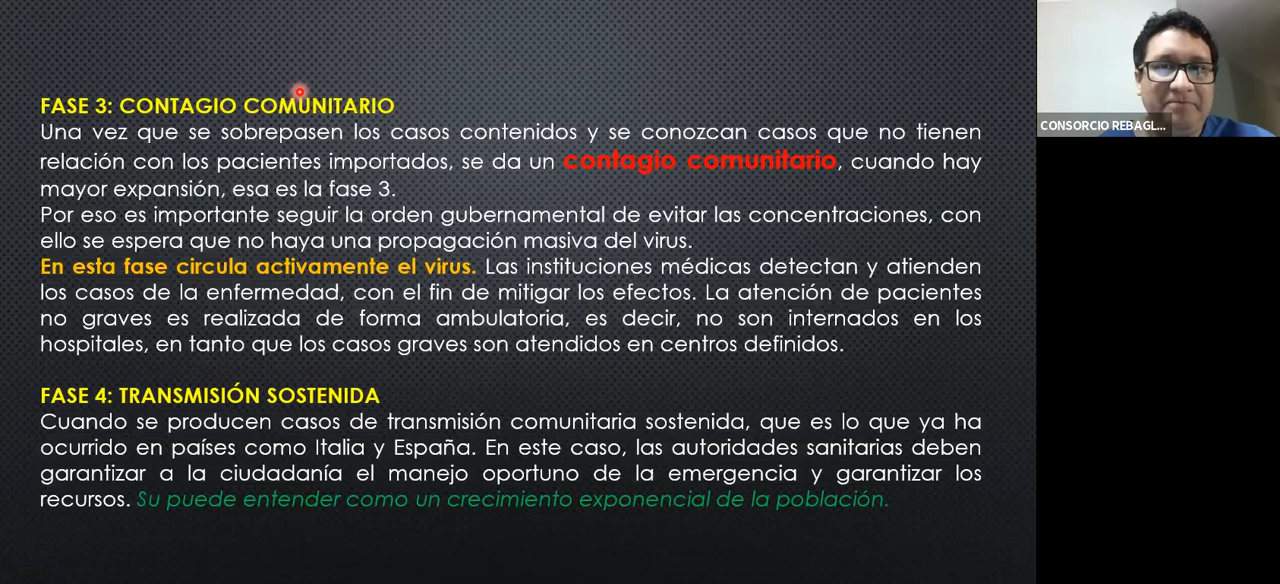 FASE 3: CONTAGIO COMUNITARIO
Una vez que se sobrepasen los casos contenidos y se conozcan casos que no tienen
relación con los pacientes importados, se da un contagio comunitario, cuando hay
mayor expansión, esa es la fase 3.
Por eso es importante seguir la orden gubernamental de evitar las concentraciones, con
ello se espera que no haya una propagación masiva del virus.
En esta fase circula activamente el virus. Las instituciones médicas detectan y atienden
los casos de la enfermedad, con el fin de mitigar los efectos. La atención de pacientes
no graves es realizada de forma ambulatoria, es decir, no son internados en los
hospitales, en tanto que los casos graves son atendidos en centros definidos.
FASE 4: TRANSMISIÓN SOSTENIDA
Cuando se producen casos de transmisión comunitaria sostenida, que es lo que ya ha
ocurrido en países como Italia y España. En este caso, las autoridades sanitarias deben
garantizar a la ciudadanía el manejo oportuno de la emergencia y garantizar los
recursos. Su puede entender como un crecimiento exponencial de la población.
CONSORCIO REBAGL...